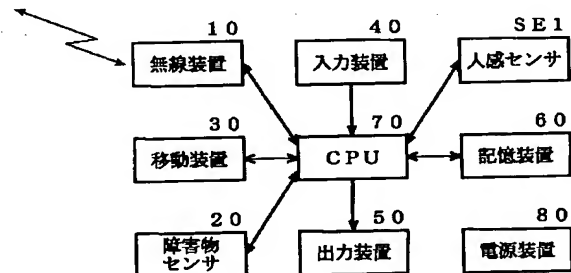 10 40 SE1
無線装置 入力装置 人感センサ
30 70 60
移動装置 CPU 記憶装置
20 50 80
障害物
センサ 出力装置 電源装置